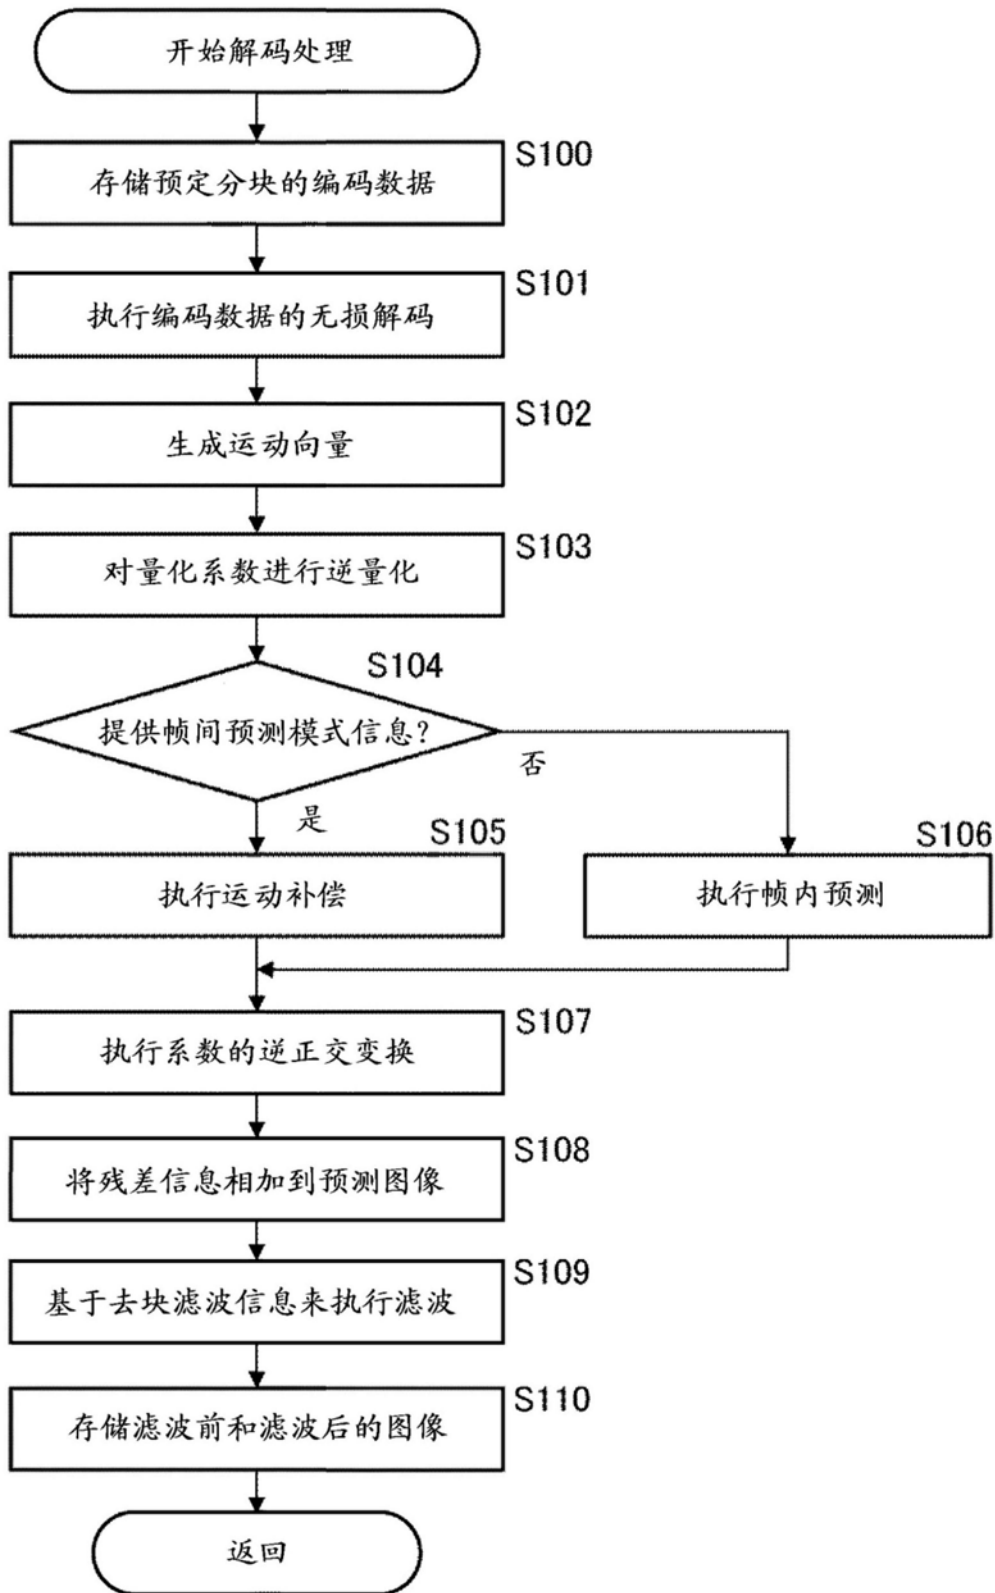 开始解码处理
S100
存储预定分块的编码数据
S101
执行编码数据的无损解码
S102
生成运动向量
S103
对量化系数进行逆量化
S104
提供帧间预测模式信息?
否
是
S105
执行运动补偿
S106
执行帧内预测
S107
执行系数的逆正交变换
S108
将残差信息相加到预测图像
S109
基于去块滤波信息来执行滤波
S110
存储滤波前和滤波后的图像
返回